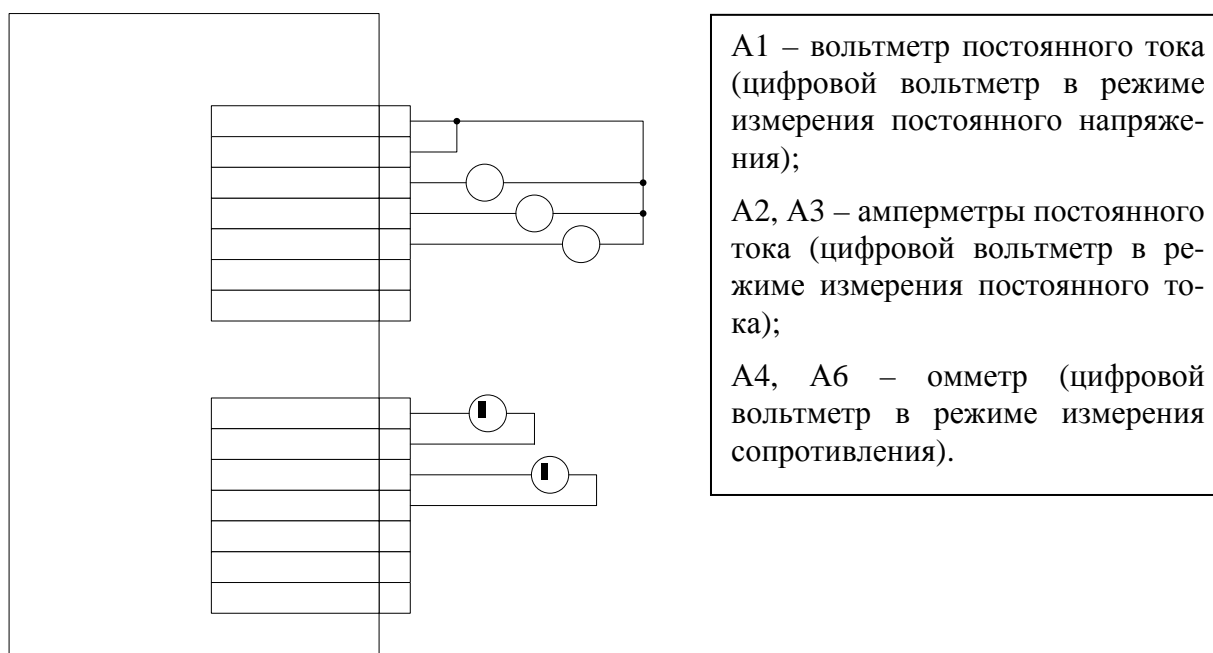 А1 – вольтметр постоянного тока
(цифровой вольтметр в режиме
измерения постоянного напряже-
ния);
А2, А3 – амперметры постоянного
тока (цифровой вольтметр в ре-
жиме измерения постоянного то-
ка);
А4, А6 – омметр (цифровой
вольтметр в режиме измерения
сопротивления).